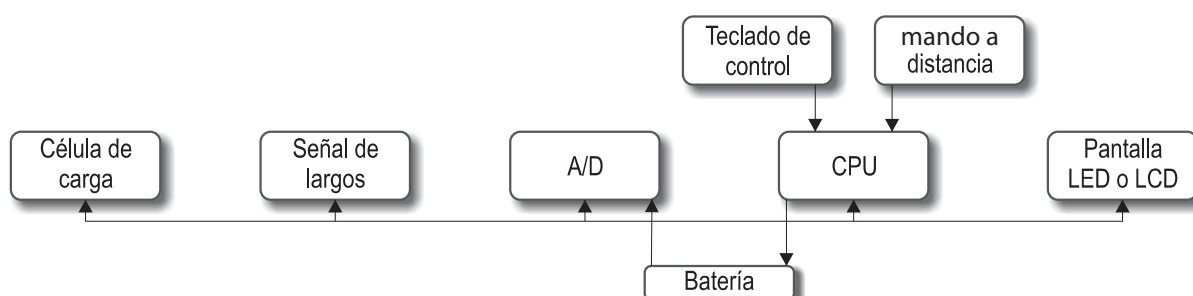 Teclado de
control
mando a
distancia
Célula de
carga
Señal de
largos
A/D
CPU
Pantalla
LED o LCD
Batería